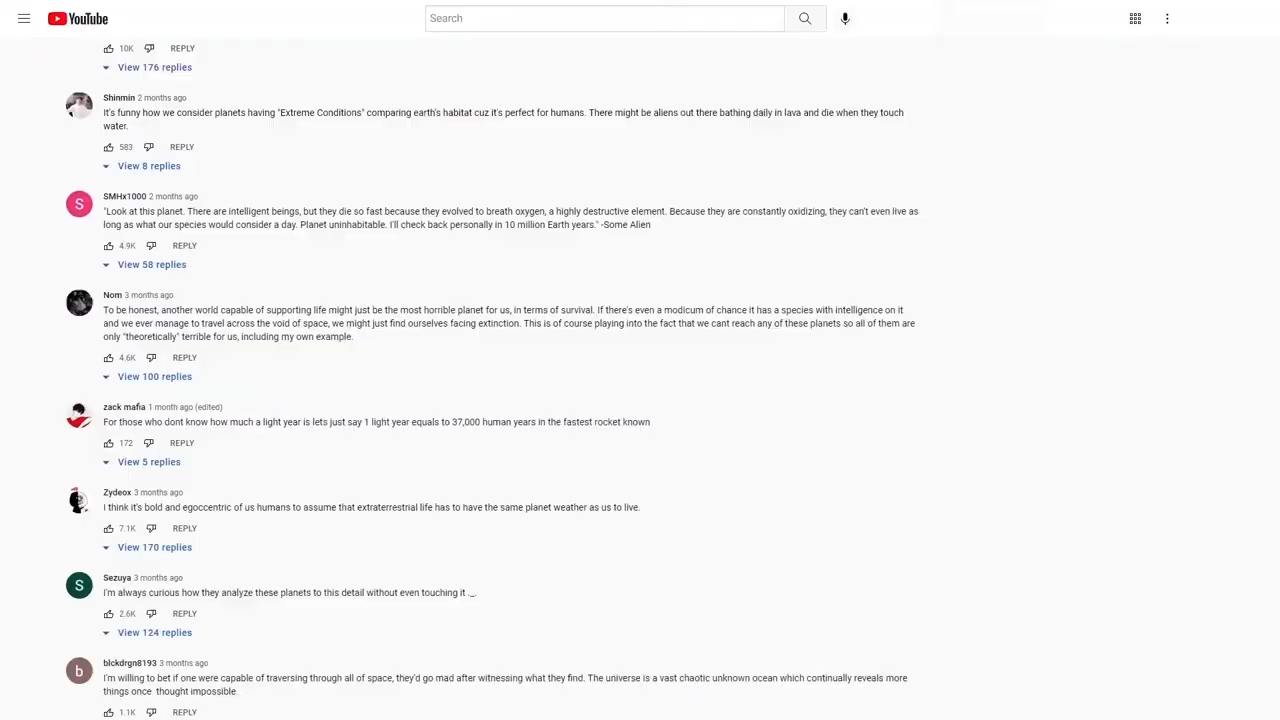 YouTube
Search
10K REPLY
View 176 replies
Shinmin 2 months ago
It's funny how we consider planets having "Extreme Conditions" comparing earth's habitat cuz it's perfect for humans. There might be aliens out there bathing daily in lava and die when they touch
water.
583 REPLY
View 8 replies
S
SMHx1000 2 months ago
"Look at this planet. There are intelligent beings, but they die so fast because they evolved to breath oxygen, a highly destructive element. Because they are constantly oxidizing, they can't even live as
long as what our species would consider a day. Planet uninhabitable. I'll check back personally in 10 million Earth years." -Some Alien
4.9K REPLY
View 58 replies
Nom 3 months ago
To be honest, another world capable of supporting life might just be the most horrible planet for us, in terms of survival. If there's even a modicum of chance it has a species with intelligence on it
and we ever manage to travel across the void of space, we might just find ourselves facing extinction. This is of course playing into the fact that we cant reach any of these planets so all of them are
only "theoretically" terrible for us, including my own example.
4.6K REPLY
View 100 replies
zack mafia 1 month ago (edited)
For those who dont know how much a light year is lets just say 1 light year equals to 37,000 human years in the fastest rocket known
172 REPLY
View 5 replies
Zydeox 3 months ago
I think it's bold and egoccentric of us humans to assume that extraterrestrial life has to have the same planet weather as us to live.
7.1K REPLY
View 170 replies
S
Sezuya 3 months ago
I'm always curious how they analyze these planets to this detail without even touching it ._.
2.6K REPLY
View 124 replies
b
blckdrgn8193 3 months ago
I'm willing to bet if one were capable of traversing through all of space, they'd go mad after witnessing what they find. The universe is a vast chaotic unknown ocean which continually reveals more
things once thought impossible.
1.1K REPLY